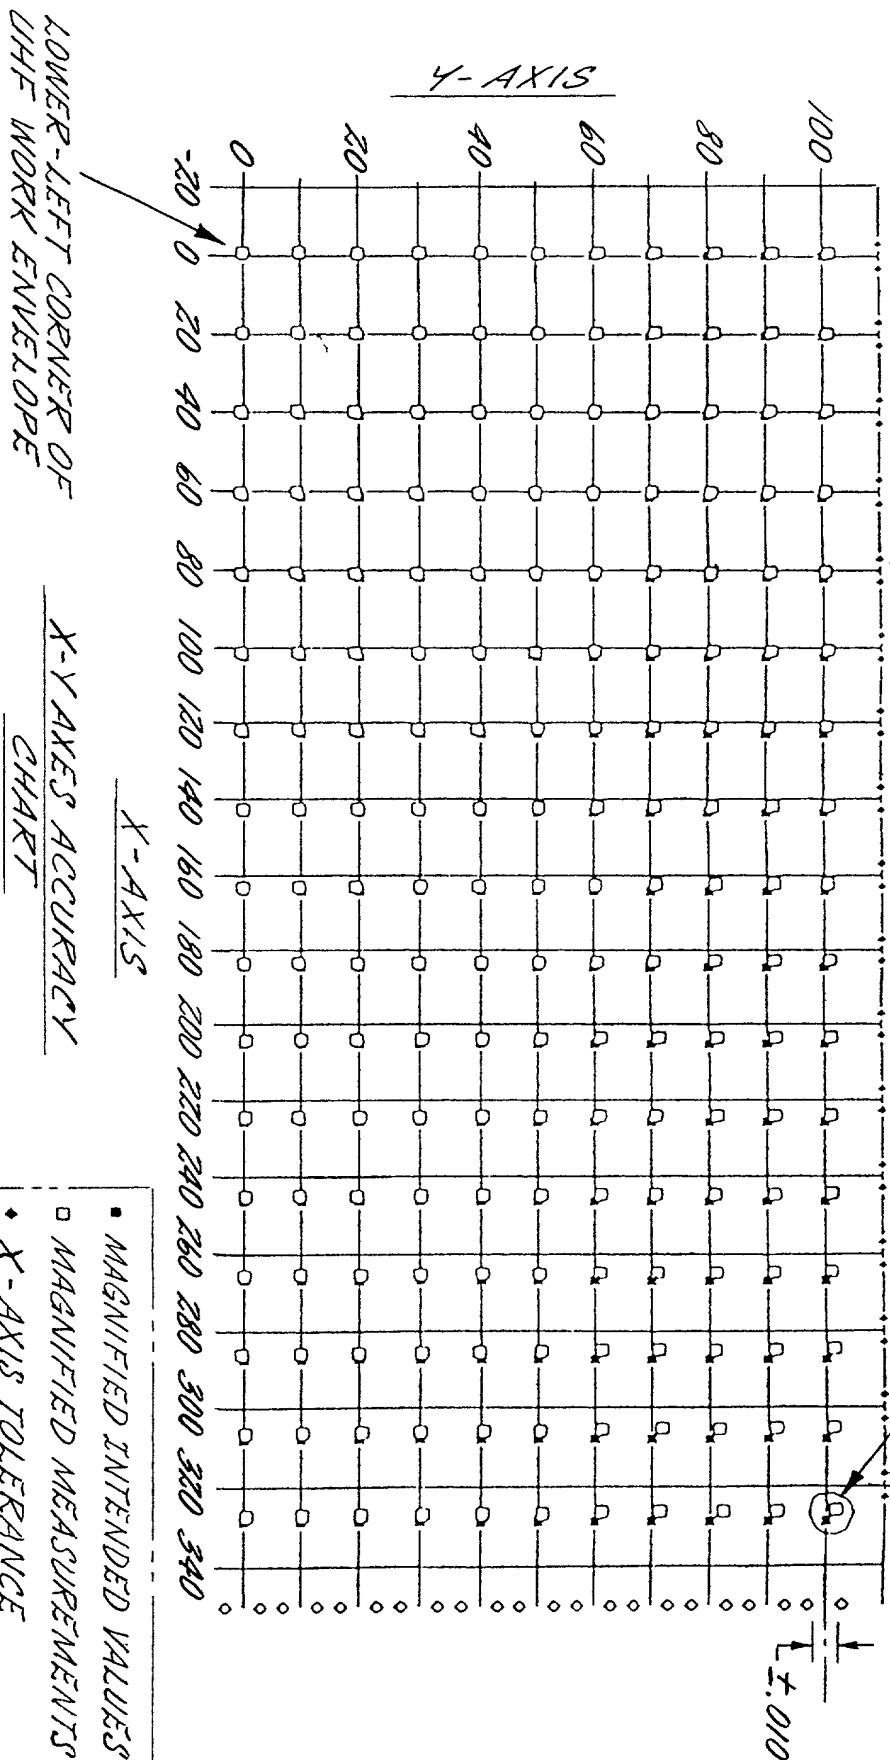 Y-AXIS
100
80
60
40
20
0
-20 0 20 40 60 80 100 120 140 160 180 200 220 240 260 280 300 320 340
±.010
X-AXIS
LOWER-LEFT CORNER OF
UHF WORK ENVELOPE
X-Y AXES ACCURACY
CHART
MAGNIFIED INTENDED VALUES
MAGNIFIED MEASUREMENTS
X-AXIS TOLERANCE